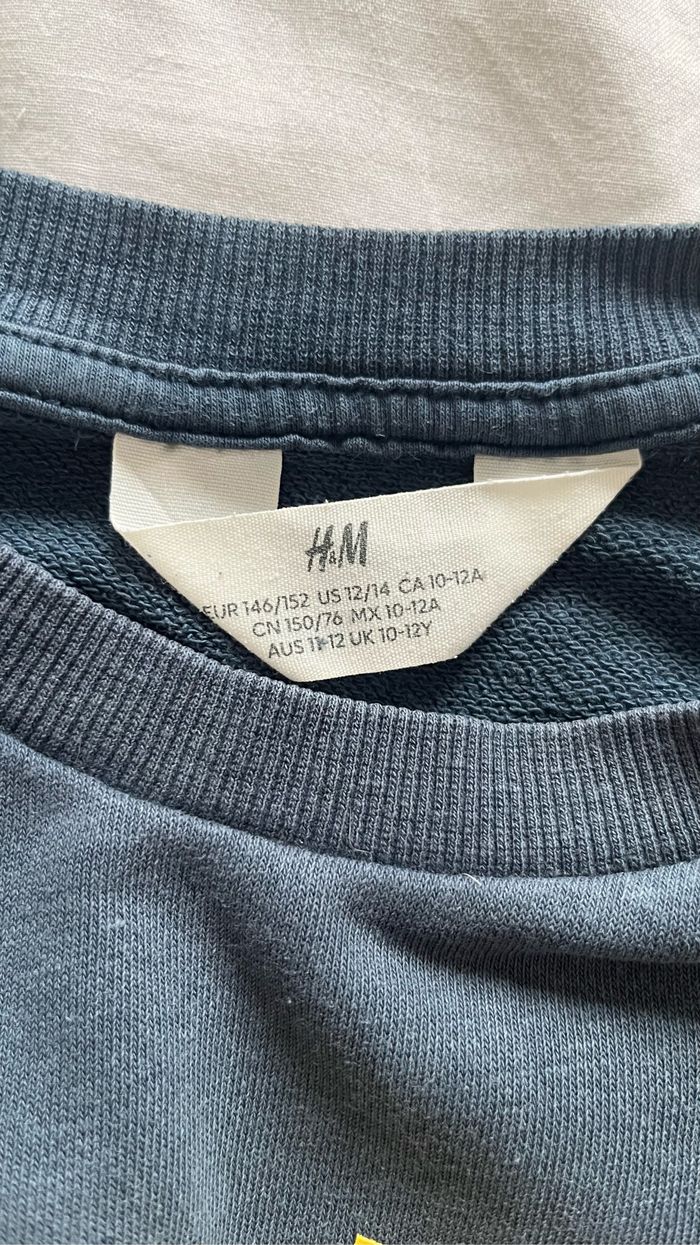 H&M
EUR 146/152 US 12/14 CA 10-12A
CN 150/76 MX 10-12A
AUS 11-12 UK 10-12Y